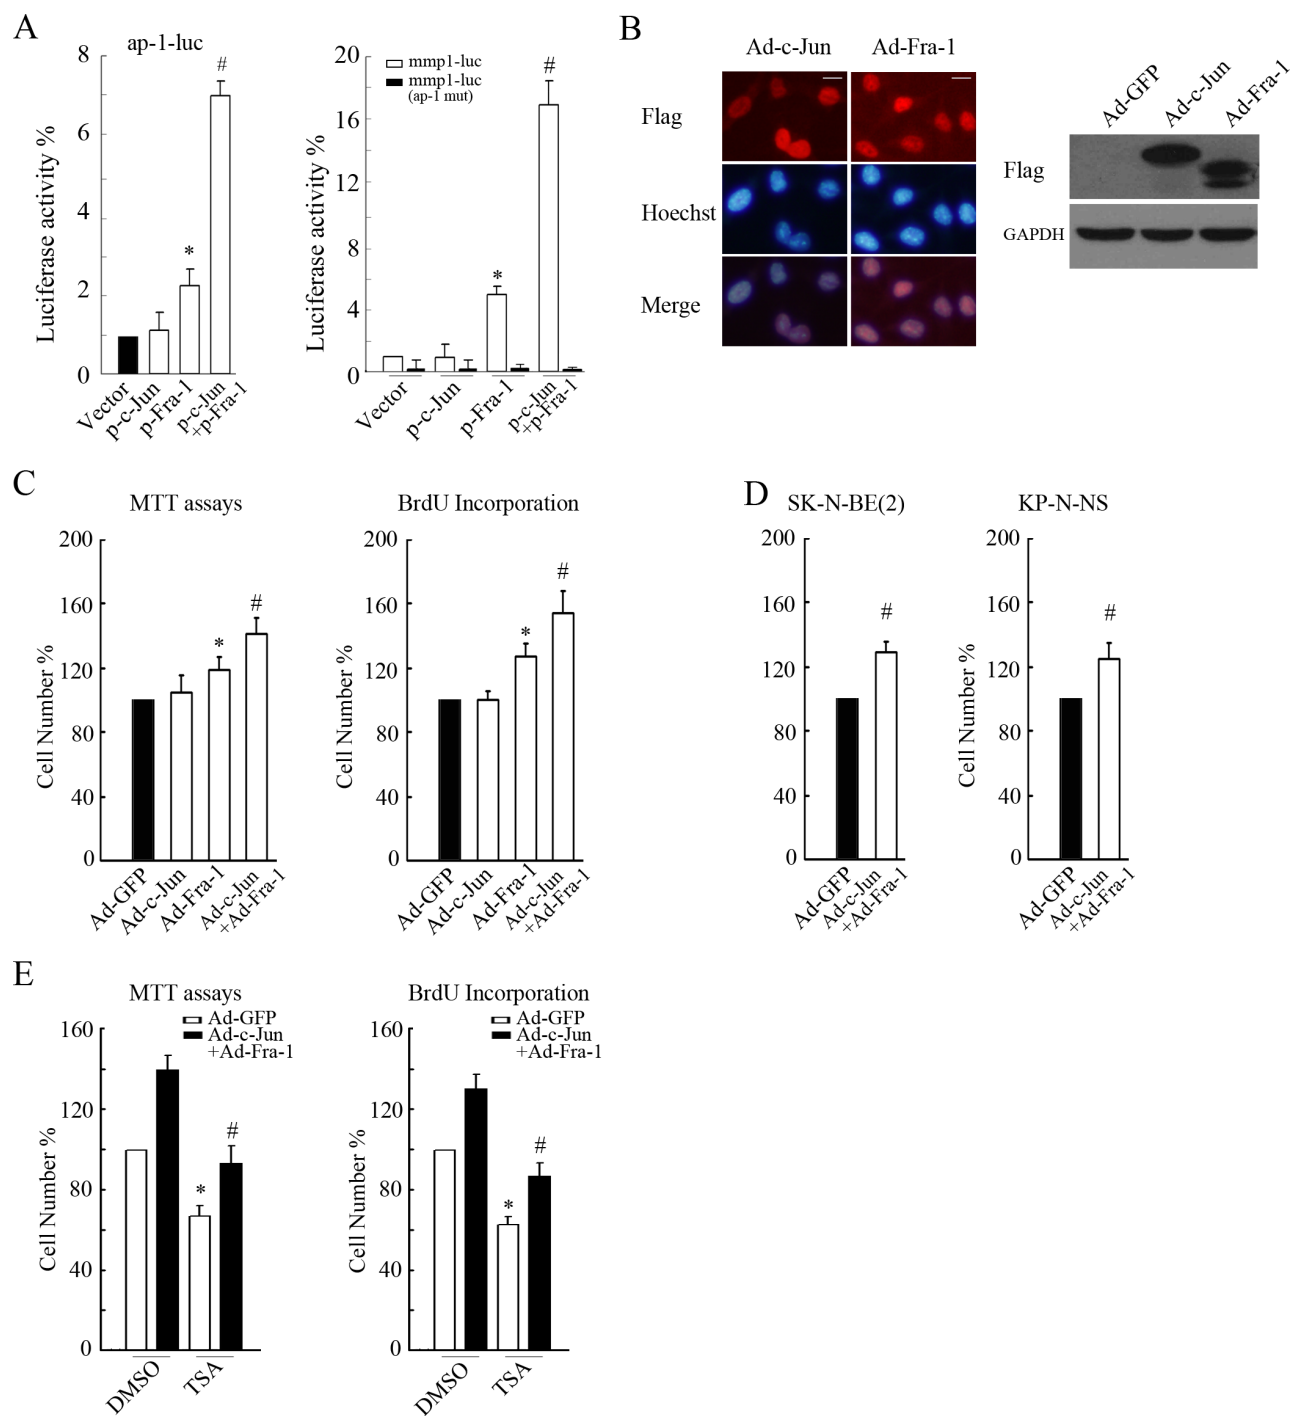 A
ap-1-luc
Luciferase activity %
8
6
4
2
0
#
*
Vector
p-c-Jun
p-Fra-1
p-c-Jun
+p-Fra-1
Luciferase activity %
20
16
12
8
4
0
mmp1-luc
mmp1-luc
(ap-1 mut)
#
*
Vector
p-c-Jun
p-Fra-1
p-c-Jun
+p-Fra-1
B
Ad-c-Jun
Ad-Fra-1
Flag
Hoechst
Merge
Ad-GFP
Ad-c-Jun
Ad-Fra-1
Flag
GAPDH
C
MTT assays
Cell Number %
200
160
120
80
40
0
*
#
Ad-GFP
Ad-c-Jun
Ad-Fra-1
Ad-c-Jun
+Ad-Fra-1
BrdU Incorporation
Cell Number %
200
160
120
80
40
0
*
#
Ad-GFP
Ad-c-Jun
Ad-Fra-1
Ad-c-Jun
+Ad-Fra-1
D
SK-N-BE(2)
200
160
120
80
40
0
#
Ad-GFP
Ad-c-Jun
+Ad-Fra-1
KP-N-NS
Cell Number %
200
160
120
80
40
0
#
Ad-GFP
Ad-c-Jun
+Ad-Fra-1
E
MTT assays
Ad-GFP
Ad-c-Jun
+Ad-Fra-1
Cell Number %
160
120
80
40
0
*
#
DMSO
TSA
BrdU Incorporation
Ad-GFP
Ad-c-Jun
+Ad-Fra-1
Cell Number %
160
120
80
40
0
*
#
DMSO
TSA